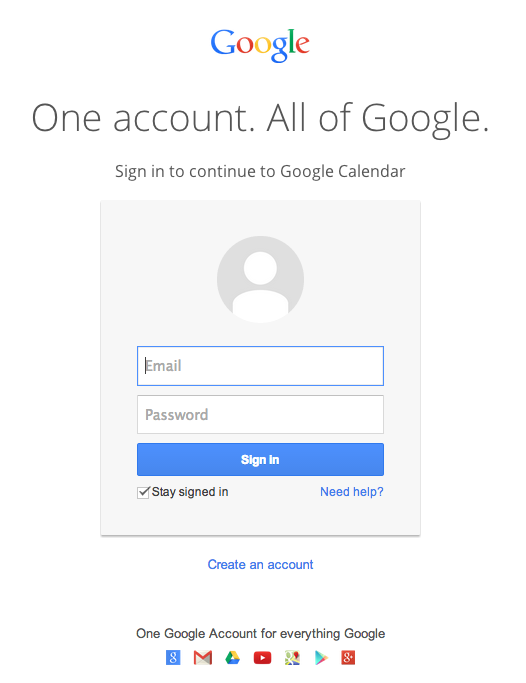 Google
One account. All of Google.
Sign in to continue to Google Calendar
Email
Password
Sign in
Stay signed in Need help?
Create an account
One Google Account for everything Google